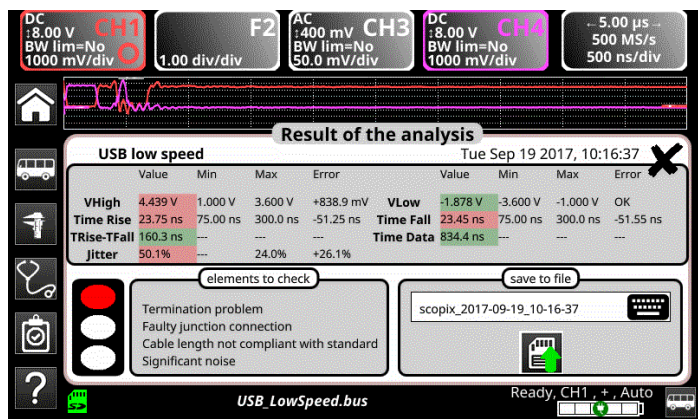 DC
↕8.00 V CH1
BW lim=No
1000 mV/div
F2
1.00 div/div
AC
↕400 mV CH3
BW lim=No
50.0 mV/div
DC
↕8.00 V CH4
BW lim=No
1000 mV/div
←5.00 µs→
500 MS/s
500 ns/div
Result of the analysis
USB low speed Tue Sep 19 2017, 10:16:37
Value Min Max Error Value Min Max Error
VHigh 4.439 V 1.000 V 3.600 V +838.9 mV VLow -1.878 V -3.600 V -1.000 V OK
Time Rise 23.75 ns 75.00 ns 300.0 ns -51.25 ns Time Fall 23.45 ns 75.00 ns 300.0 ns -51.55 ns
TRise-TFall 160.3 ns --- --- --- Time Data 834.4 ns --- --- ---
Jitter 50.1% --- 24.0% +26.1%
elements to check
Termination problem
Faulty junction connection
Cable length not compliant with standard
Significant noise
save to file
scopix_2017-09-19_10-16-37
?
USB_LowSpeed.bus
Ready, CH1 , + , Auto